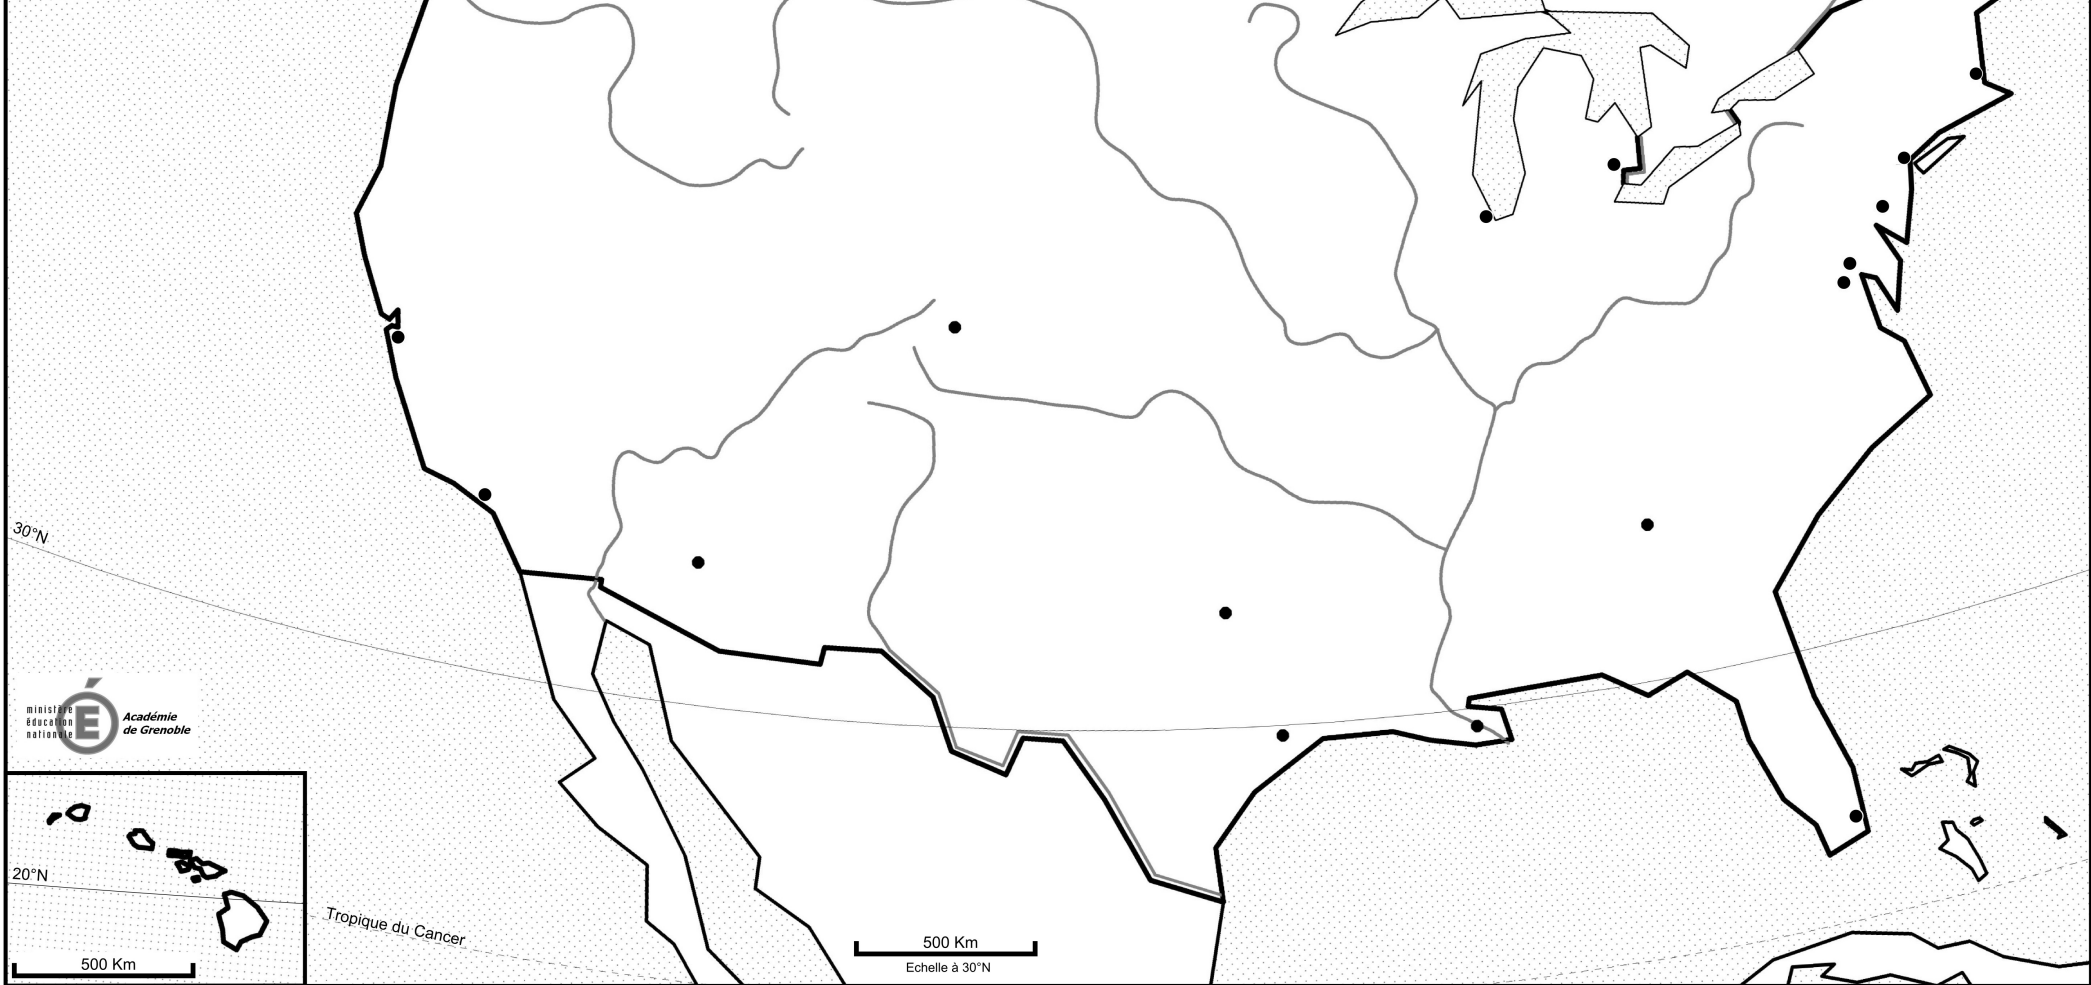 30°N
ministère
éducation
nationale
É
Académie
de Grenoble
20°N
500 Km
Tropique du Cancer
500 Km
Echelle à 30°N